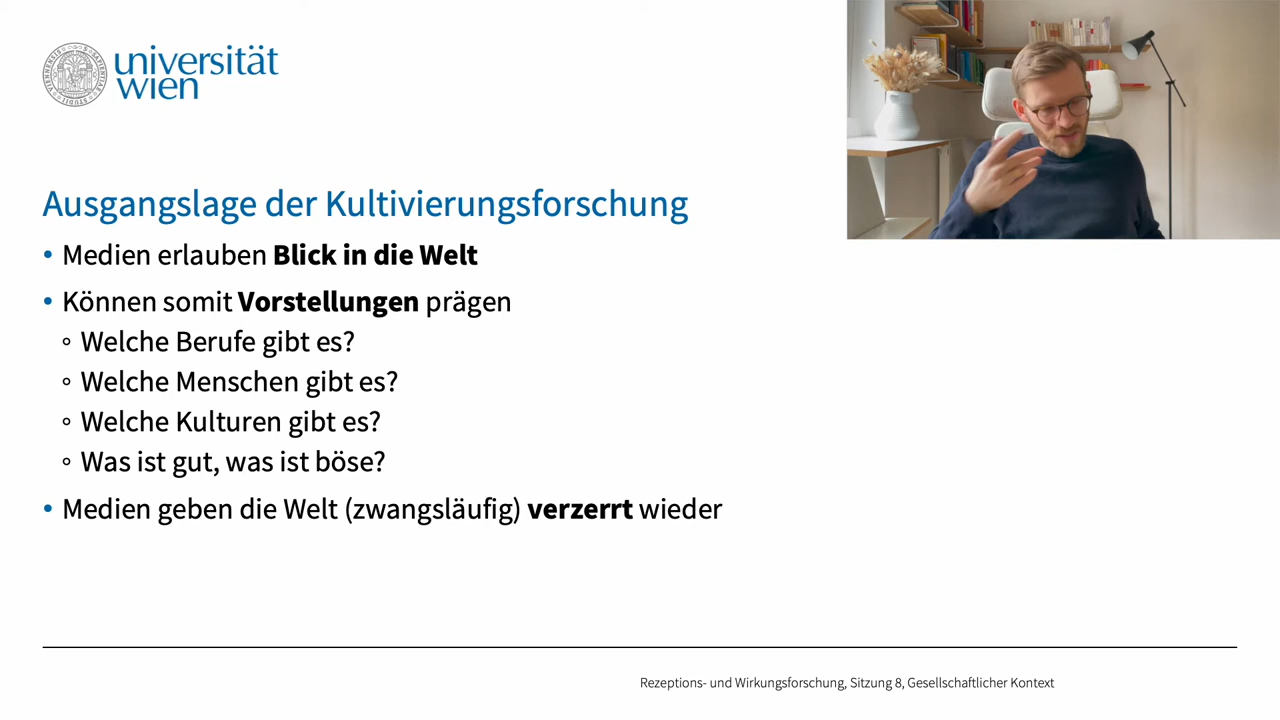 universität
wien
Ausgangslage der Kultivierungsforschung
• Medien erlauben Blick in die Welt
• Können somit Vorstellungen prägen
◦ Welche Berufe gibt es?
◦ Welche Menschen gibt es?
◦ Welche Kulturen gibt es?
◦ Was ist gut, was ist böse?
• Medien geben die Welt (zwangsläufig) verzerrt wieder
Rezeptions- und Wirkungsforschung, Sitzung 8, Gesellschaftlicher Kontext